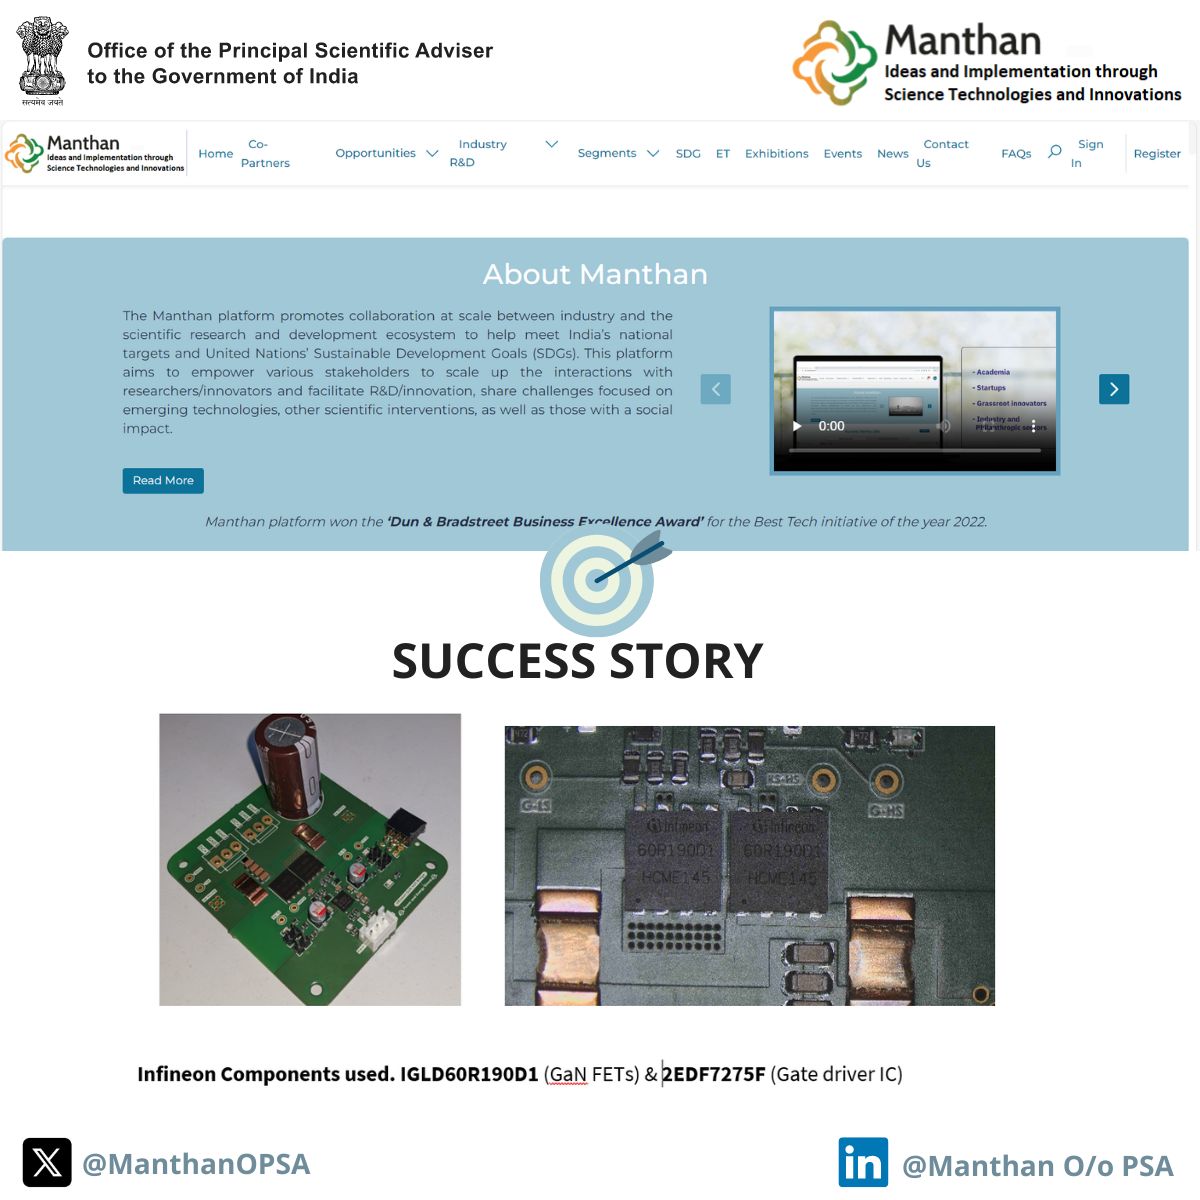 सत्यमेव जयते
Office of the Principal Scientific Adviser
to the Government of India
Manthan
Ideas and Implementation through
Science Technologies and Innovations
Manthan
Ideas and Implementation through
Science Technologies and Innovations
Home
Co-
Partners
Opportunities
Industry
R&D
Segments
SDG
ET
Exhibitions
Events
News
Contact
Us
FAQs
Sign
In
Register
About Manthan
The Manthan platform promotes collaboration at scale between industry and the
scientific research and development ecosystem to help meet India's national
targets and United Nations' Sustainable Development Goals (SDGs). This platform
aims to empower various stakeholders to scale up the interactions with
researchers/innovators and facilitate R&D/innovation, share challenges focused on
emerging technologies, other scientific interventions, as well as those with a social
impact.
Read More
- Academia
- Startups
- Grassroot innovators
- Industry and
Philanthropic sectors
0:00
Manthan platform won the 'Dun & Bradstreet Business Excellence Award' for the Best Tech initiative of the year 2022.
SUCCESS STORY
G-LS
G-HS
Infineon
60R190D1
HCME145
Infineon
60R190D1
HCME145
Infineon Components used. IGLD60R190D1 (GaN FETs) & 2EDF7275F (Gate driver IC)
@ManthanOPSA
in
@Manthan O/o PSA